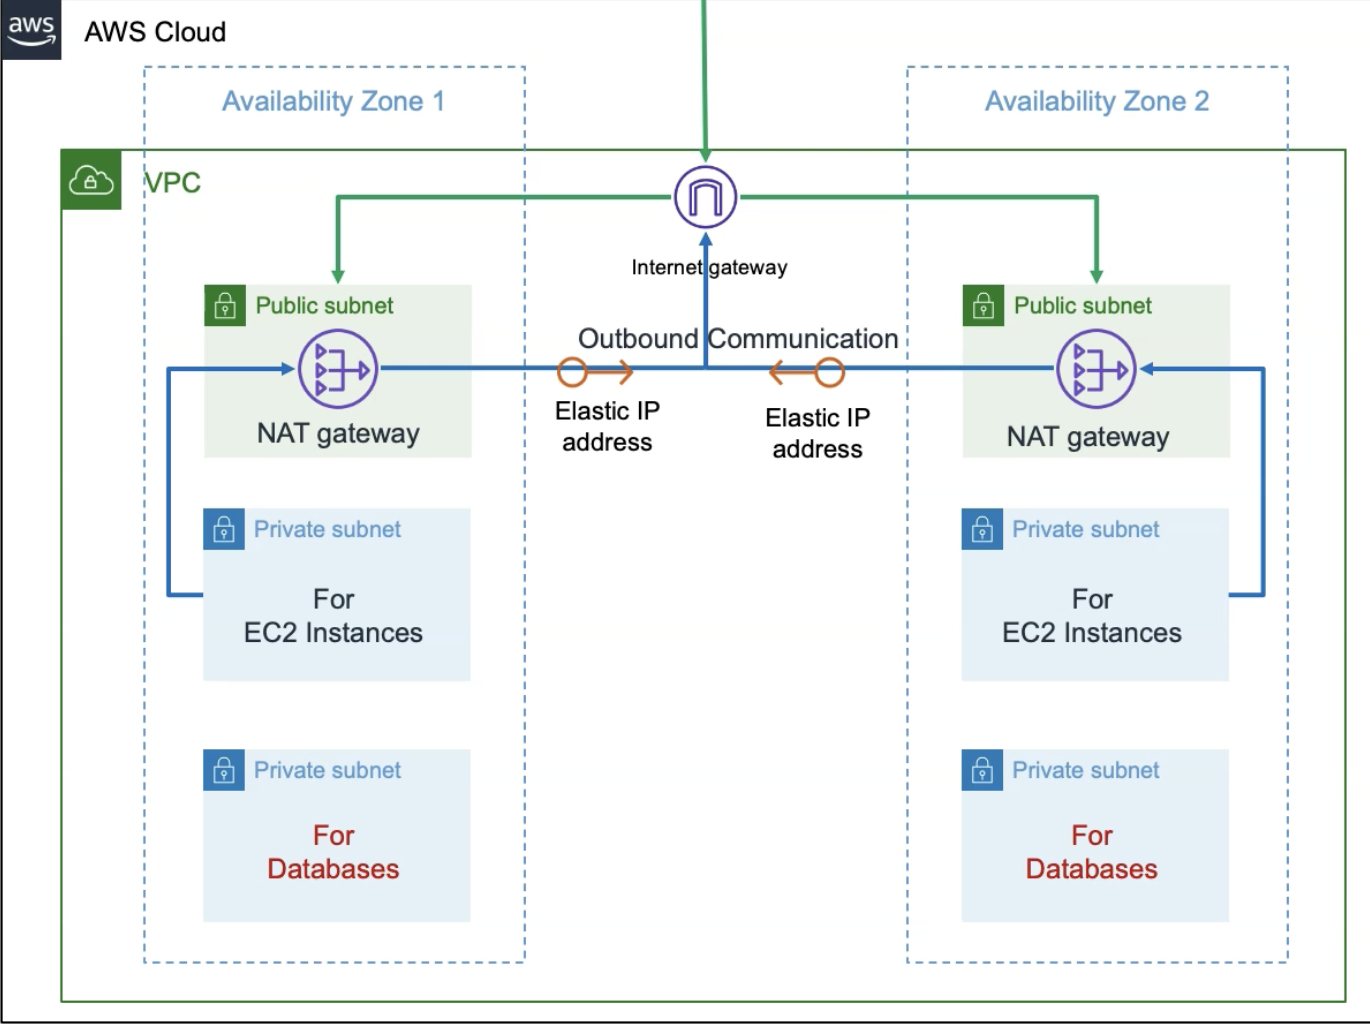 aws
AWS Cloud
Availability Zone 1
Availability Zone 2
VPC
Internet gateway
Public subnet
Public subnet
Outbound Communication
NAT gateway
Elastic IP
address
Elastic IP
address
NAT gateway
Private subnet
For
EC2 Instances
Private subnet
For
EC2 Instances
Private subnet
For
Databases
Private subnet
For
Databases